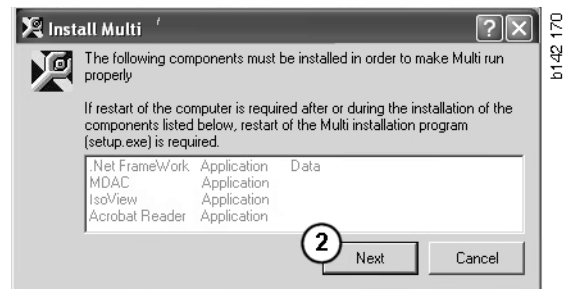 Install Multi
The following components must be installed in order to make Multi run
properly
If restart of the computer is required after or during the installation of the
components listed below, restart of the Multi installation program
(setup.exe) is required.
.Net FrameWork Application Data
MDAC Application
IsoView Application
Acrobat Reader Application
2
Next Cancel
b142 170